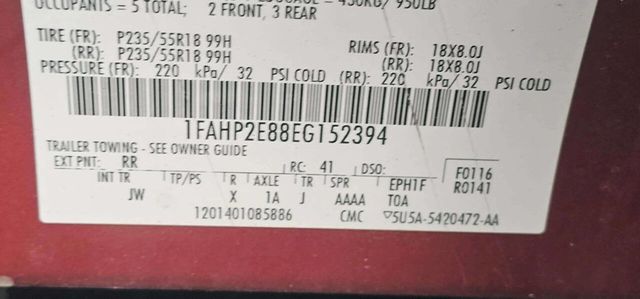 OCCUPANTS = 5 TOTAL; 2 FRONT, 3 REAR
TIRE (FR): P235/55R18 99H RIMS (FR): 18X8.0J
(RR): P235/55R18 99H (RR): 18X8.0J
PRESSURE (FR): 220 kPa/ 32 PSI COLD (RR): 220 kPa/ 32 PSI COLD
1FAHP2E88EG152394
TRAILER TOWING - SEE OWNER GUIDE
EXT PNT: RR RC: 41 DSO: F0116
INT TR TP/PS R AXLE TR SPR EPH1F R0141
JW X 1A J AAAA TOA
1201401085886 CMC ▽5U5A-5420472-AA